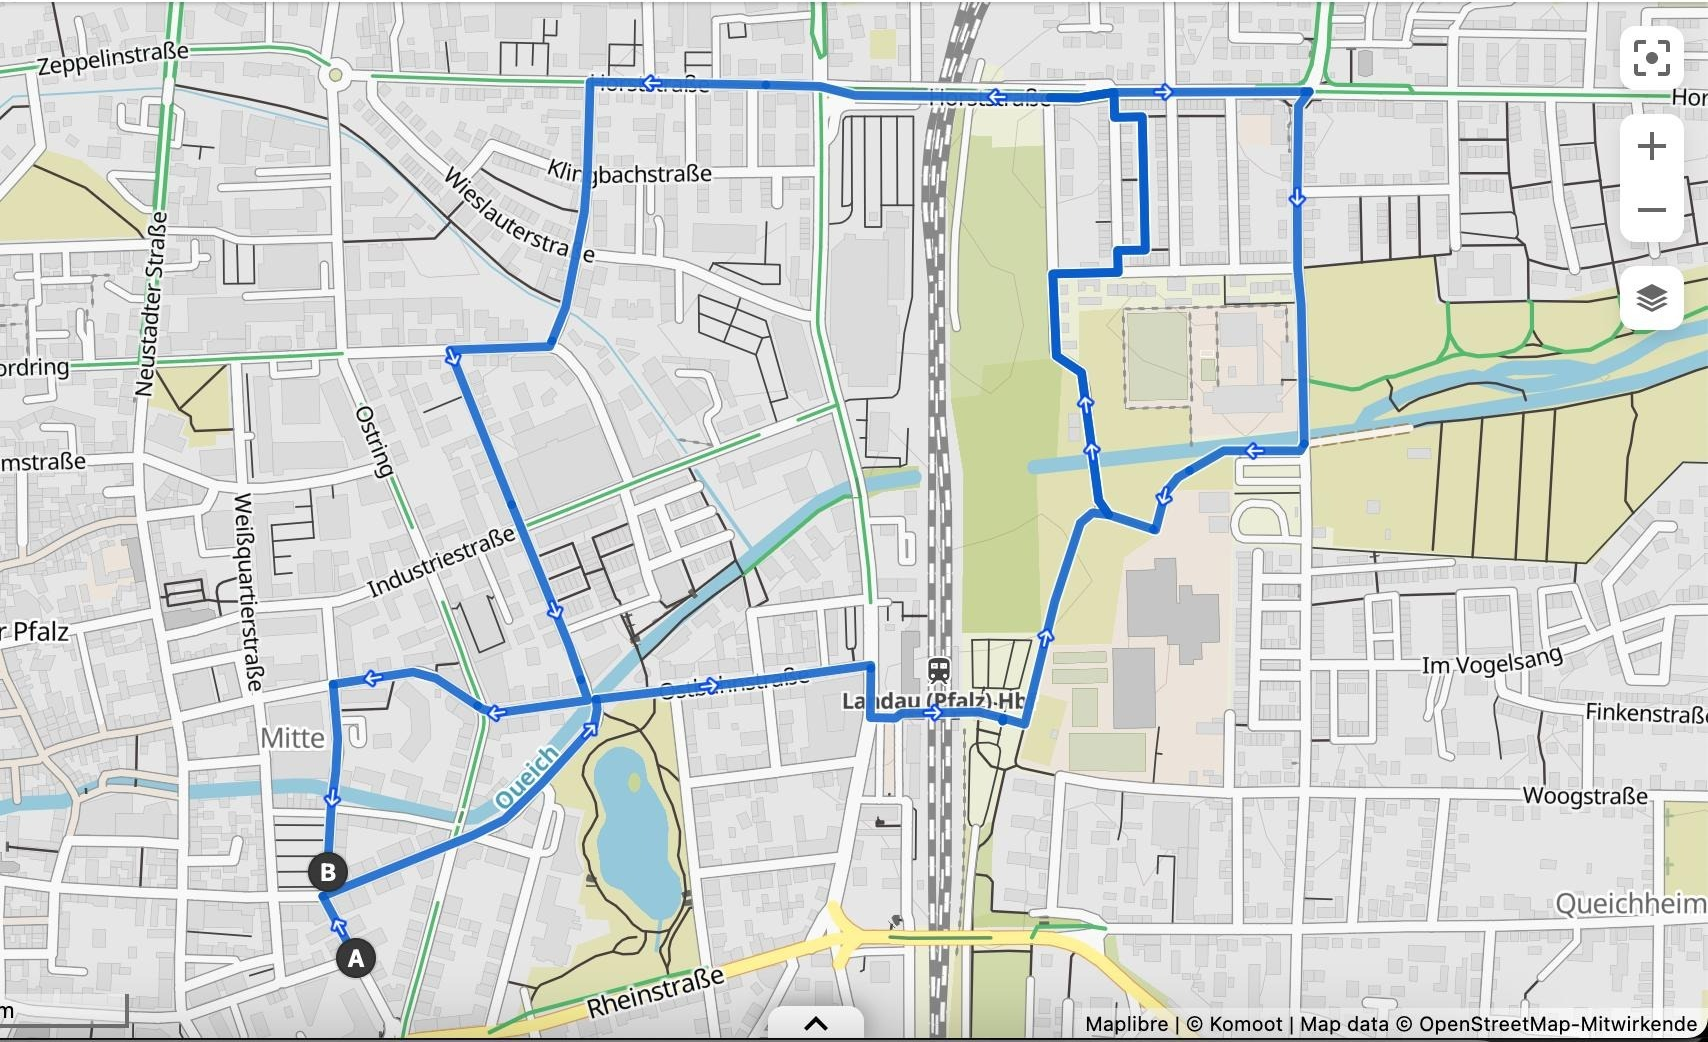 Zeppelinstraße
Horststraße
Horststraße
Hor
Klingbachstraße
Wieslauterstraße
Neustadter Straße
ordring
Ostring
mstraße
Weißquartierstraße
Industriestraße
r Pfalz
Ostbahnstraße
Landau (Pfalz) Hb
Im Vogelsang
Finkenstraße
Mitte
Queich
Woogstraße
B
Queichheim
A
Rheinstraße
m
Maplibre | © Komoot | Map data © OpenStreetMap-Mitwirkende